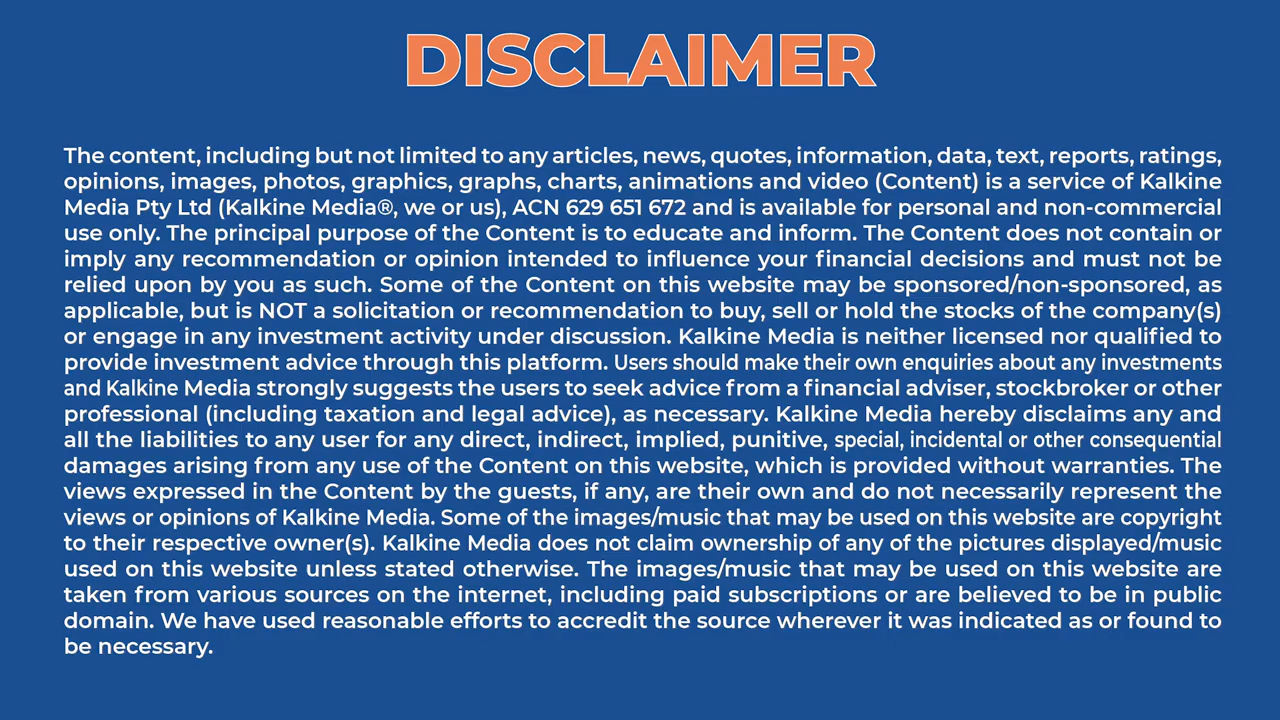 DISCLAIMER
The content, including but not limited to any articles, news, quotes, information, data, text, reports, ratings,
opinions, images, photos, graphics, graphs, charts, animations and video (Content) is a service of Kalkine
Media Pty Ltd (Kalkine Media®, we or us), ACN 629 651 672 and is available for personal and non-commercial
use only. The principal purpose of the Content is to educate and inform. The Content does not contain or
imply any recommendation or opinion intended to influence your financial decisions and must not be
relied upon by you as such. Some of the Content on this website may be sponsored/non-sponsored, as
applicable, but is NOT a solicitation or recommendation to buy, sell or hold the stocks of the company(s)
or engage in any investment activity under discussion. Kalkine Media is neither licensed nor qualified to
provide investment advice through this platform. Users should make their own enquiries about any investments
and Kalkine Media strongly suggests the users to seek advice from a financial adviser, stockbroker or other
professional (including taxation and legal advice), as necessary. Kalkine Media hereby disclaims any and
all the liabilities to any user for any direct, indirect, implied, punitive, special, incidental or other consequential
damages arising from any use of the Content on this website, which is provided without warranties. The
views expressed in the Content by the guests, if any, are their own and do not necessarily represent the
views or opinions of Kalkine Media. Some of the images/music that may be used on this website are copyright
to their respective owner(s). Kalkine Media does not claim ownership of any of the pictures displayed/music
used on this website unless stated otherwise. The images/music that may be used on this website are
taken from various sources on the internet, including paid subscriptions or are believed to be in public
domain. We have used reasonable efforts to accredit the source wherever it was indicated as or found to
be necessary.